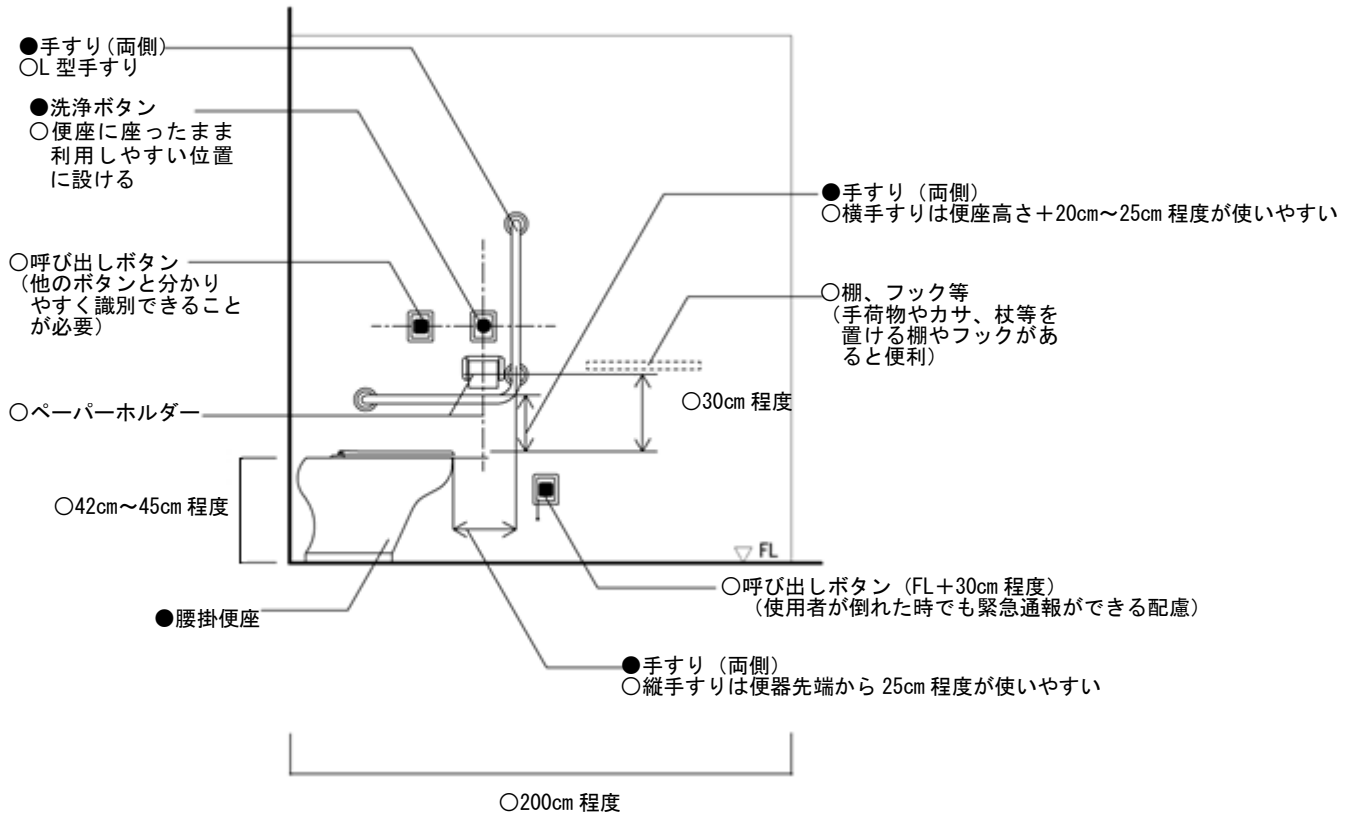 ●手すり(両側)
○L 型手すり
●洗浄ボタン
○便座に座ったまま
利用しやすい位置
に設ける
○呼び出しボタン
(他のボタンと分かり
やすく識別できること
が必要)
○ペーパーホルダー
○42cm～45cm 程度
●腰掛便座
●手すり（両側）
○横手すりは便座高さ＋20cm～25cm 程度が使いやすい
○棚、フック等
(手荷物やカサ、杖等を
置ける棚やフックがあ
ると便利)
○30cm 程度
▽ FL
○呼び出しボタン（FL＋30cm 程度）
（使用者が倒れた時でも緊急通報ができる配慮）
●手すり（両側）
○縦手すりは便器先端から 25cm 程度が使いやすい
○200cm 程度